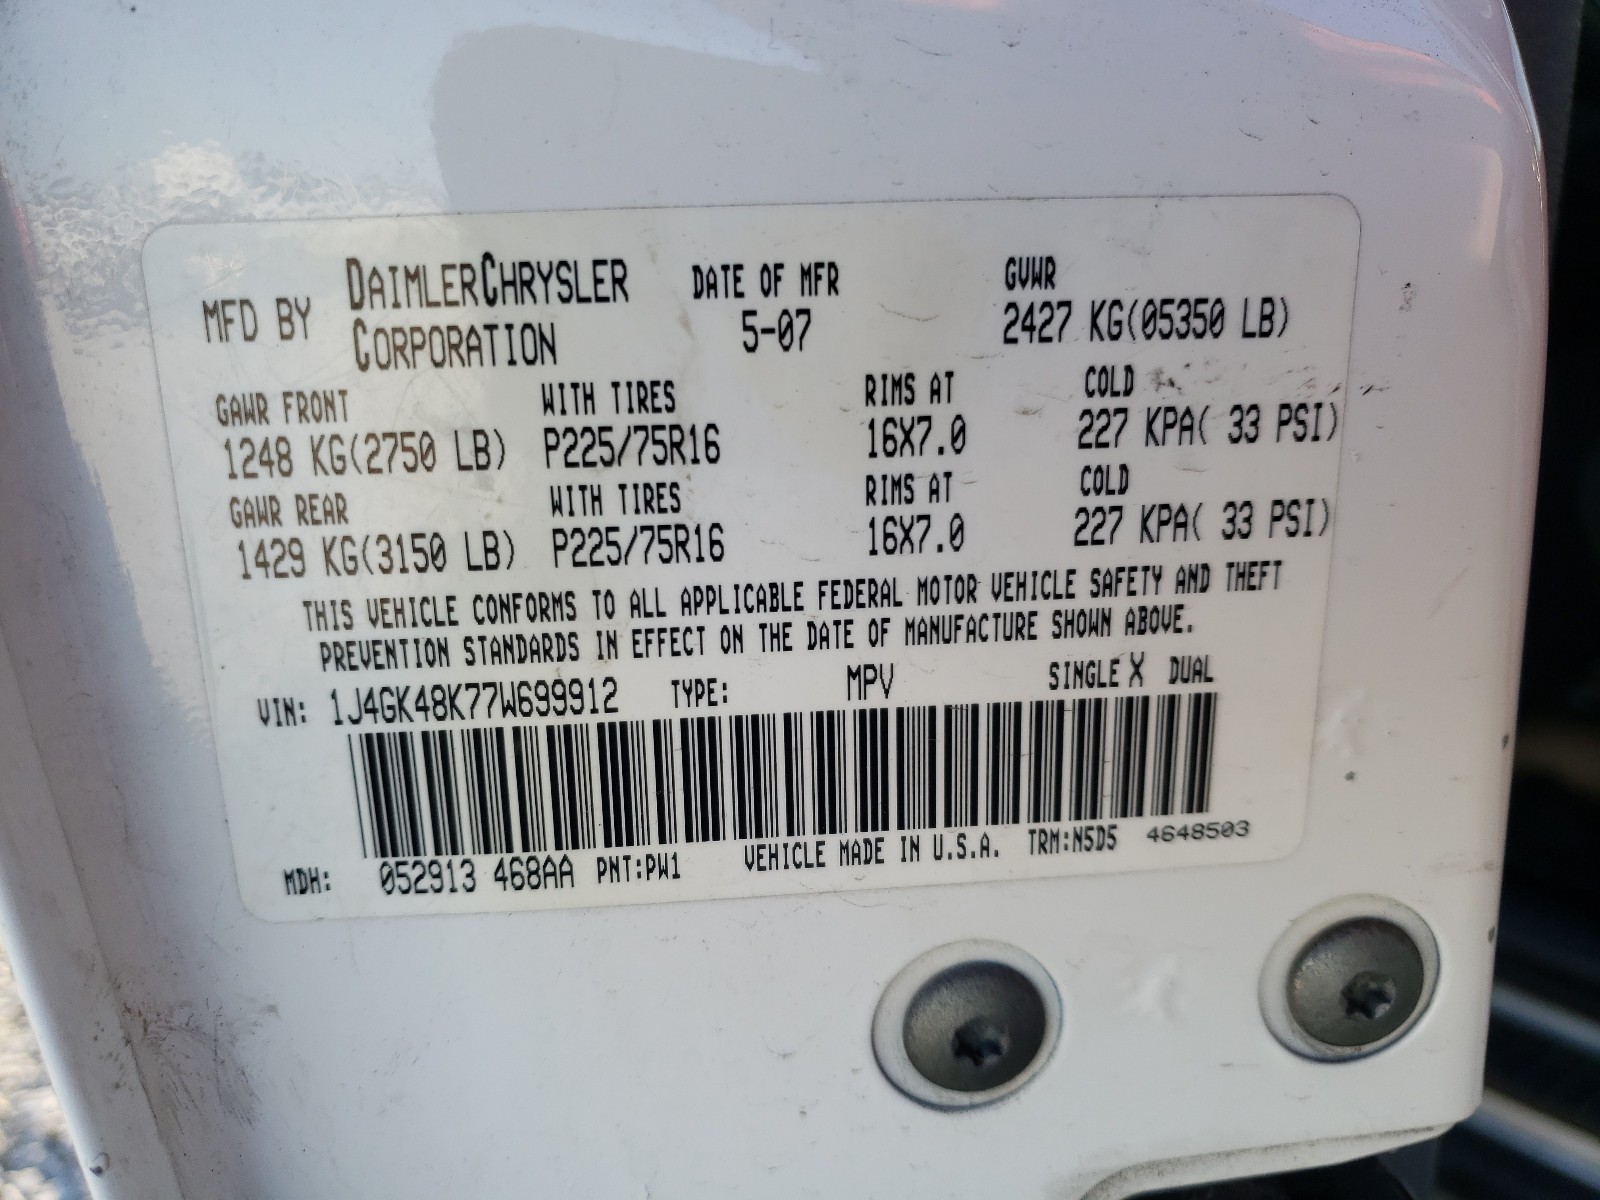 MFD BY DAIMLERCHRYSLER CORPORATION
DATE OF MFR
5-07
GVWR
2427 KG(05350 LB)
GAWR FRONT WITH TIRES RIMS AT COLD
1248 KG(2750 LB) P225/75R16 16X7.0 227 KPA( 33 PSI)
GAWR REAR WITH TIRES RIMS AT COLD
1429 KG(3150 LB) P225/75R16 16X7.0 227 KPA( 33 PSI)
THIS VEHICLE CONFORMS TO ALL APPLICABLE FEDERAL MOTOR VEHICLE SAFETY AND THEFT
PREVENTION STANDARDS IN EFFECT ON THE DATE OF MANUFACTURE SHOWN ABOVE.
VIN: 1J4GK48K77W699912 TYPE: MPV SINGLE X DUAL
MDH: 052913 468AA PNT:PW1 VEHICLE MADE IN U.S.A. TRM:N5D5 4648503